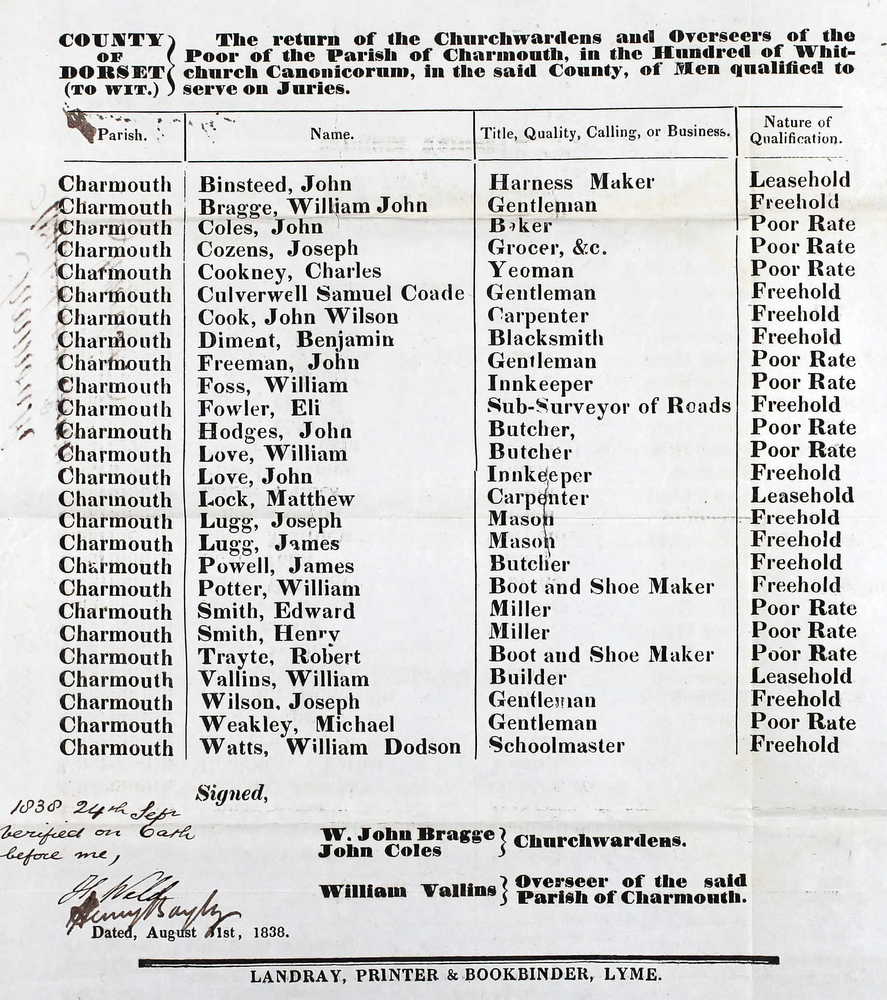 COUNTY OF DORSET (TO WIT.)
The return of the Churchwardens and Overseers of the
Poor of the Parish of Charmouth, in the Hundred of Whit-
church Canonicorum, in the said County, of Men qualified to
serve on Juries.
Parish. Name. Title, Quality, Calling, or Business. Nature of Qualification.
Charmouth Binsteed, John Harness Maker Leasehold
Charmouth Bragge, William John Gentleman Freehold
Charmouth Coles, John Baker Poor Rate
Charmouth Cozens, Joseph Grocer, &c. Poor Rate
Charmouth Cookney, Charles Yeoman Poor Rate
Charmouth Culverwell Samuel Coade Gentleman Freehold
Charmouth Cook, John Wilson Carpenter Freehold
Charmouth Diment, Benjamin Blacksmith Freehold
Charmouth Freeman, John Gentleman Poor Rate
Charmouth Foss, William Innkeeper Poor Rate
Charmouth Fowler, Eli Sub-Surveyor of Roads Freehold
Charmouth Hodges, John Butcher, Poor Rate
Charmouth Love, William Butcher Poor Rate
Charmouth Love, John Innkeeper Freehold
Charmouth Lock, Matthew Carpenter Leasehold
Charmouth Lugg, Joseph Mason Freehold
Charmouth Lugg, James Mason Freehold
Charmouth Powell, James Butcher Freehold
Charmouth Potter, William Boot and Shoe Maker Freehold
Charmouth Smith, Edward Miller Poor Rate
Charmouth Smith, Henry Miller Poor Rate
Charmouth Trayte, Robert Boot and Shoe Maker Poor Rate
Charmouth Vallins, William Builder Leasehold
Charmouth Wilson, Joseph Gentleman Freehold
Charmouth Weakley, Michael Gentleman Poor Rate
Charmouth Watts, William Dodson Schoolmaster Freehold
Signed,
1838 24th Sepr
verified on Oath
before me,
W. John Bragge
John Coles
Churchwardens.
William Vallins
Overseer of the said
Parish of Charmouth.
H Weld
Henry Bayly
Dated, August 31st, 1838.
LANDRAY, PRINTER & BOOKBINDER, LYME.